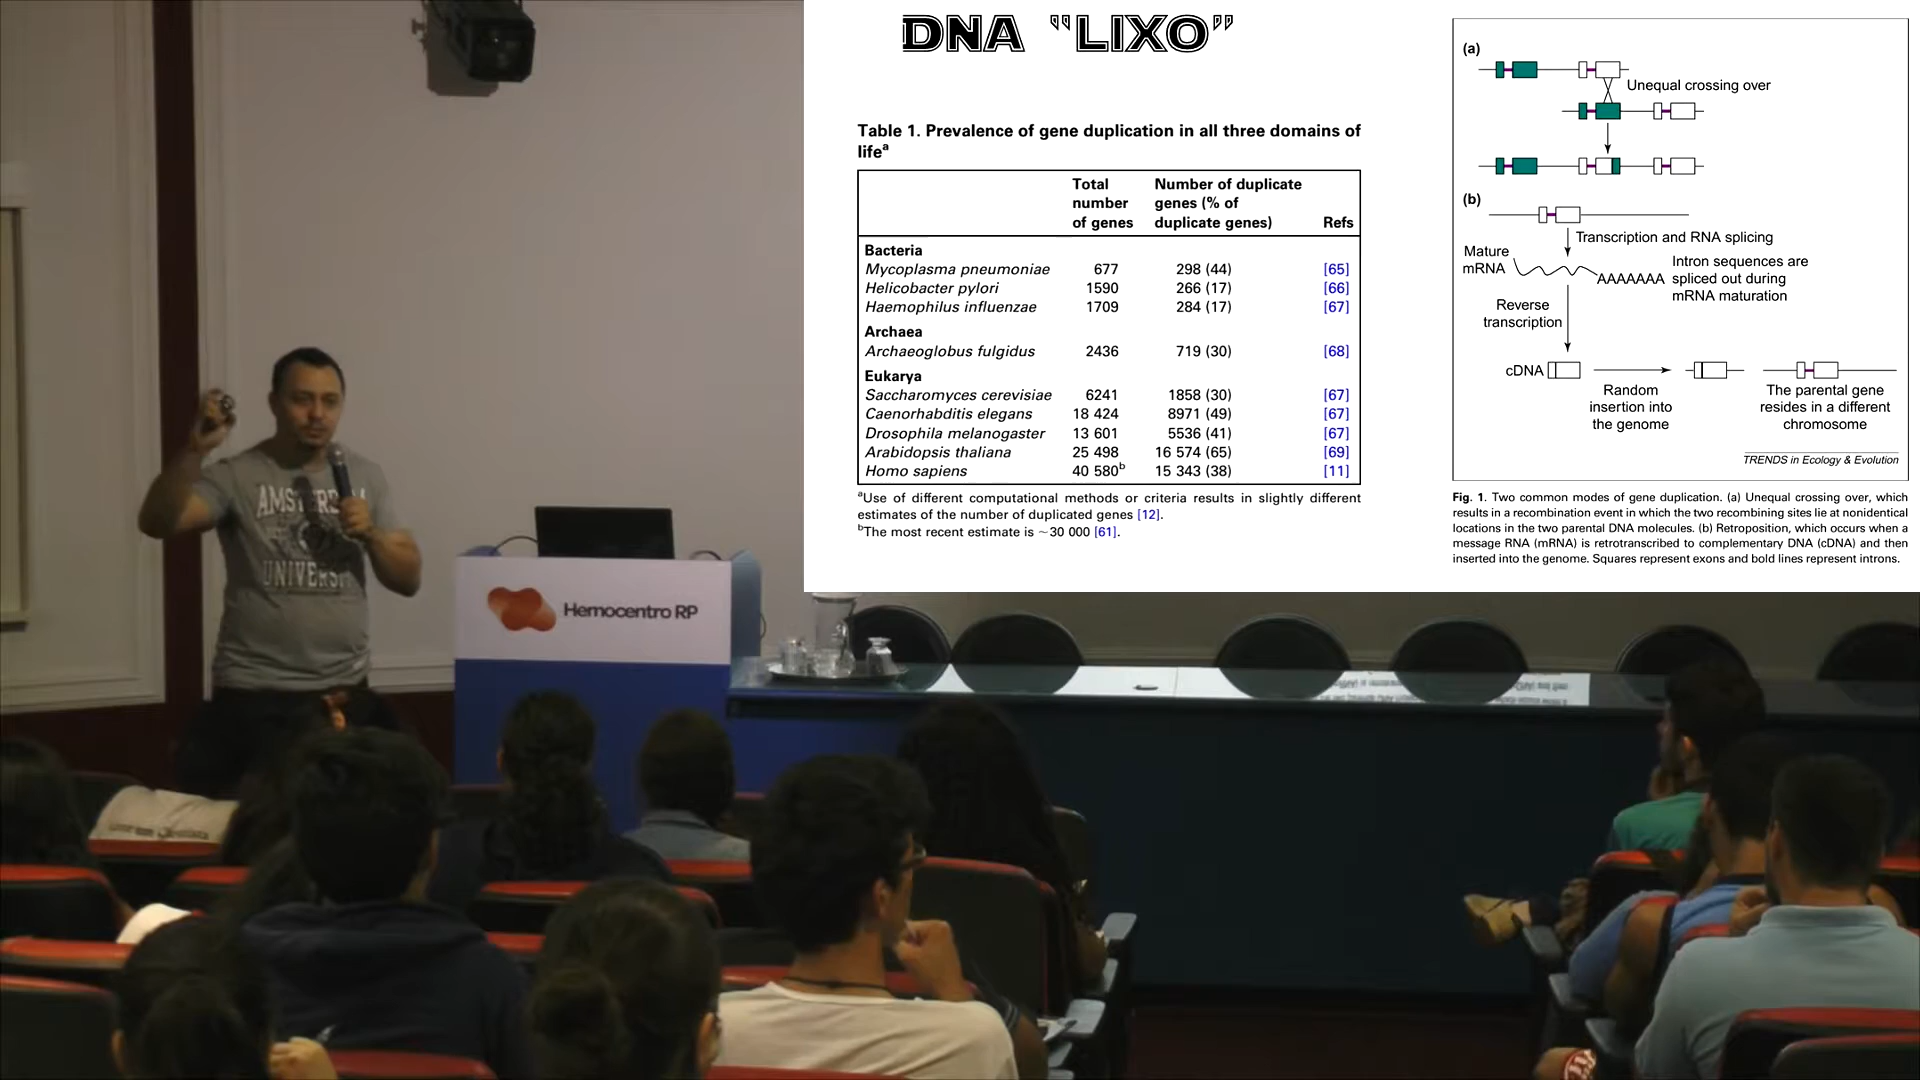 DNA "LIXO"
Table 1. Prevalence of gene duplication in all three domains of
lifea
Total
number
of genes
Number of duplicate
genes (% of
duplicate genes)
Refs
Bacteria
Mycoplasma pneumoniae 677 298 (44) [65]
Helicobacter pylori 1590 266 (17) [66]
Haemophilus influenzae 1709 284 (17) [67]
Archaea
Archaeoglobus fulgidus 2436 719 (30) [68]
Eukarya
Saccharomyces cerevisiae 6241 1858 (30) [67]
Caenorhabditis elegans 18 424 8971 (49) [67]
Drosophila melanogaster 13 601 5536 (41) [67]
Arabidopsis thaliana 25 498 16 574 (65) [69]
Homo sapiens 40 580b 15 343 (38) [11]
aUse of different computational methods or criteria results in slightly different
estimates of the number of duplicated genes [12].
bThe most recent estimate is ~30 000 [61].
(a)
Unequal crossing over
(b)
Transcription and RNA splicing
Mature
mRNA
AAAAAAA
Intron sequences are
spliced out during
mRNA maturation
Reverse
transcription
cDNA
Random
insertion into
the genome
The parental gene
resides in a different
chromosome
TRENDS in Ecology & Evolution
Fig. 1. Two common modes of gene duplication. (a) Unequal crossing over, which
results in a recombination event in which the two recombining sites lie at nonidentical
locations in the two parental DNA molecules. (b) Retroposition, which occurs when a
message RNA (mRNA) is retrotranscribed to complementary DNA (cDNA) and then
inserted into the genome. Squares represent exons and bold lines represent introns.
AMSTERDAM
UNIVERSITY
Hemocentro RP